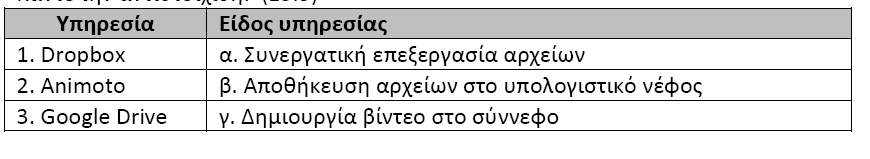 Υπηρεσία Είδος υπηρεσίας
1. Dropbox α. Συνεργατική επεξεργασία αρχείων
2. Animoto β. Αποθήκευση αρχείων στο υπολογιστικό νέφος
3. Google Drive γ. Δημιουργία βίντεο στο σύννεφο